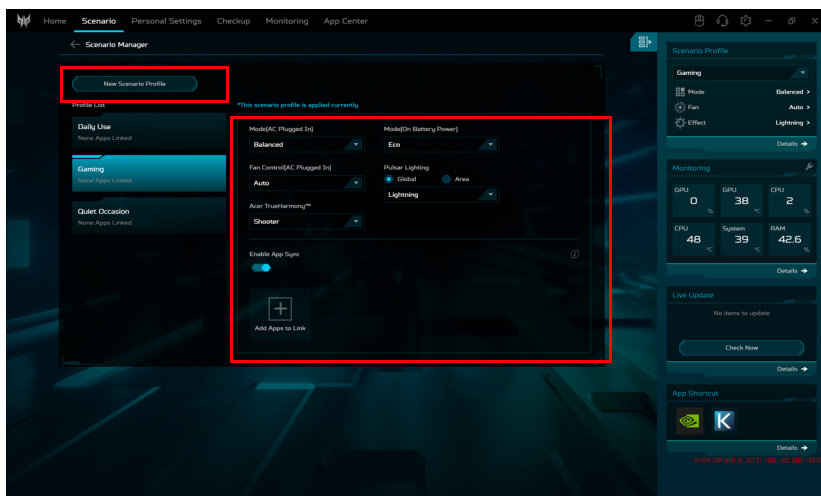 Home Scenario Personal Settings Checkup Monitoring App Center
Scenario Manager
New Scenario Profile
Profile List
Daily Use
None Apps Linked
Gaming
None Apps Linked
Quiet Occasion
None Apps Linked
*This scenario profile is applied currently
Mode(AC Plugged In)
Balanced
Mode(On Battery Power)
Eco
Fan Control(AC Plugged In)
Auto
Pulsar Lighting
Global Area
Lightning
Acer TrueHarmony™
Shooter
Enable App Sync
i
Add Apps to Link
Scenario Profile
Gaming
Mode Balanced >
Fan Auto >
Effect Lightning >
Details
Monitoring
GPU
0
%
GPU
38
°C
CPU
2
%
CPU
48
°C
System
39
°C
RAM
42.6
%
Details
Live Update
No items to update
Check Now
Details
App Shortcut
K
Details